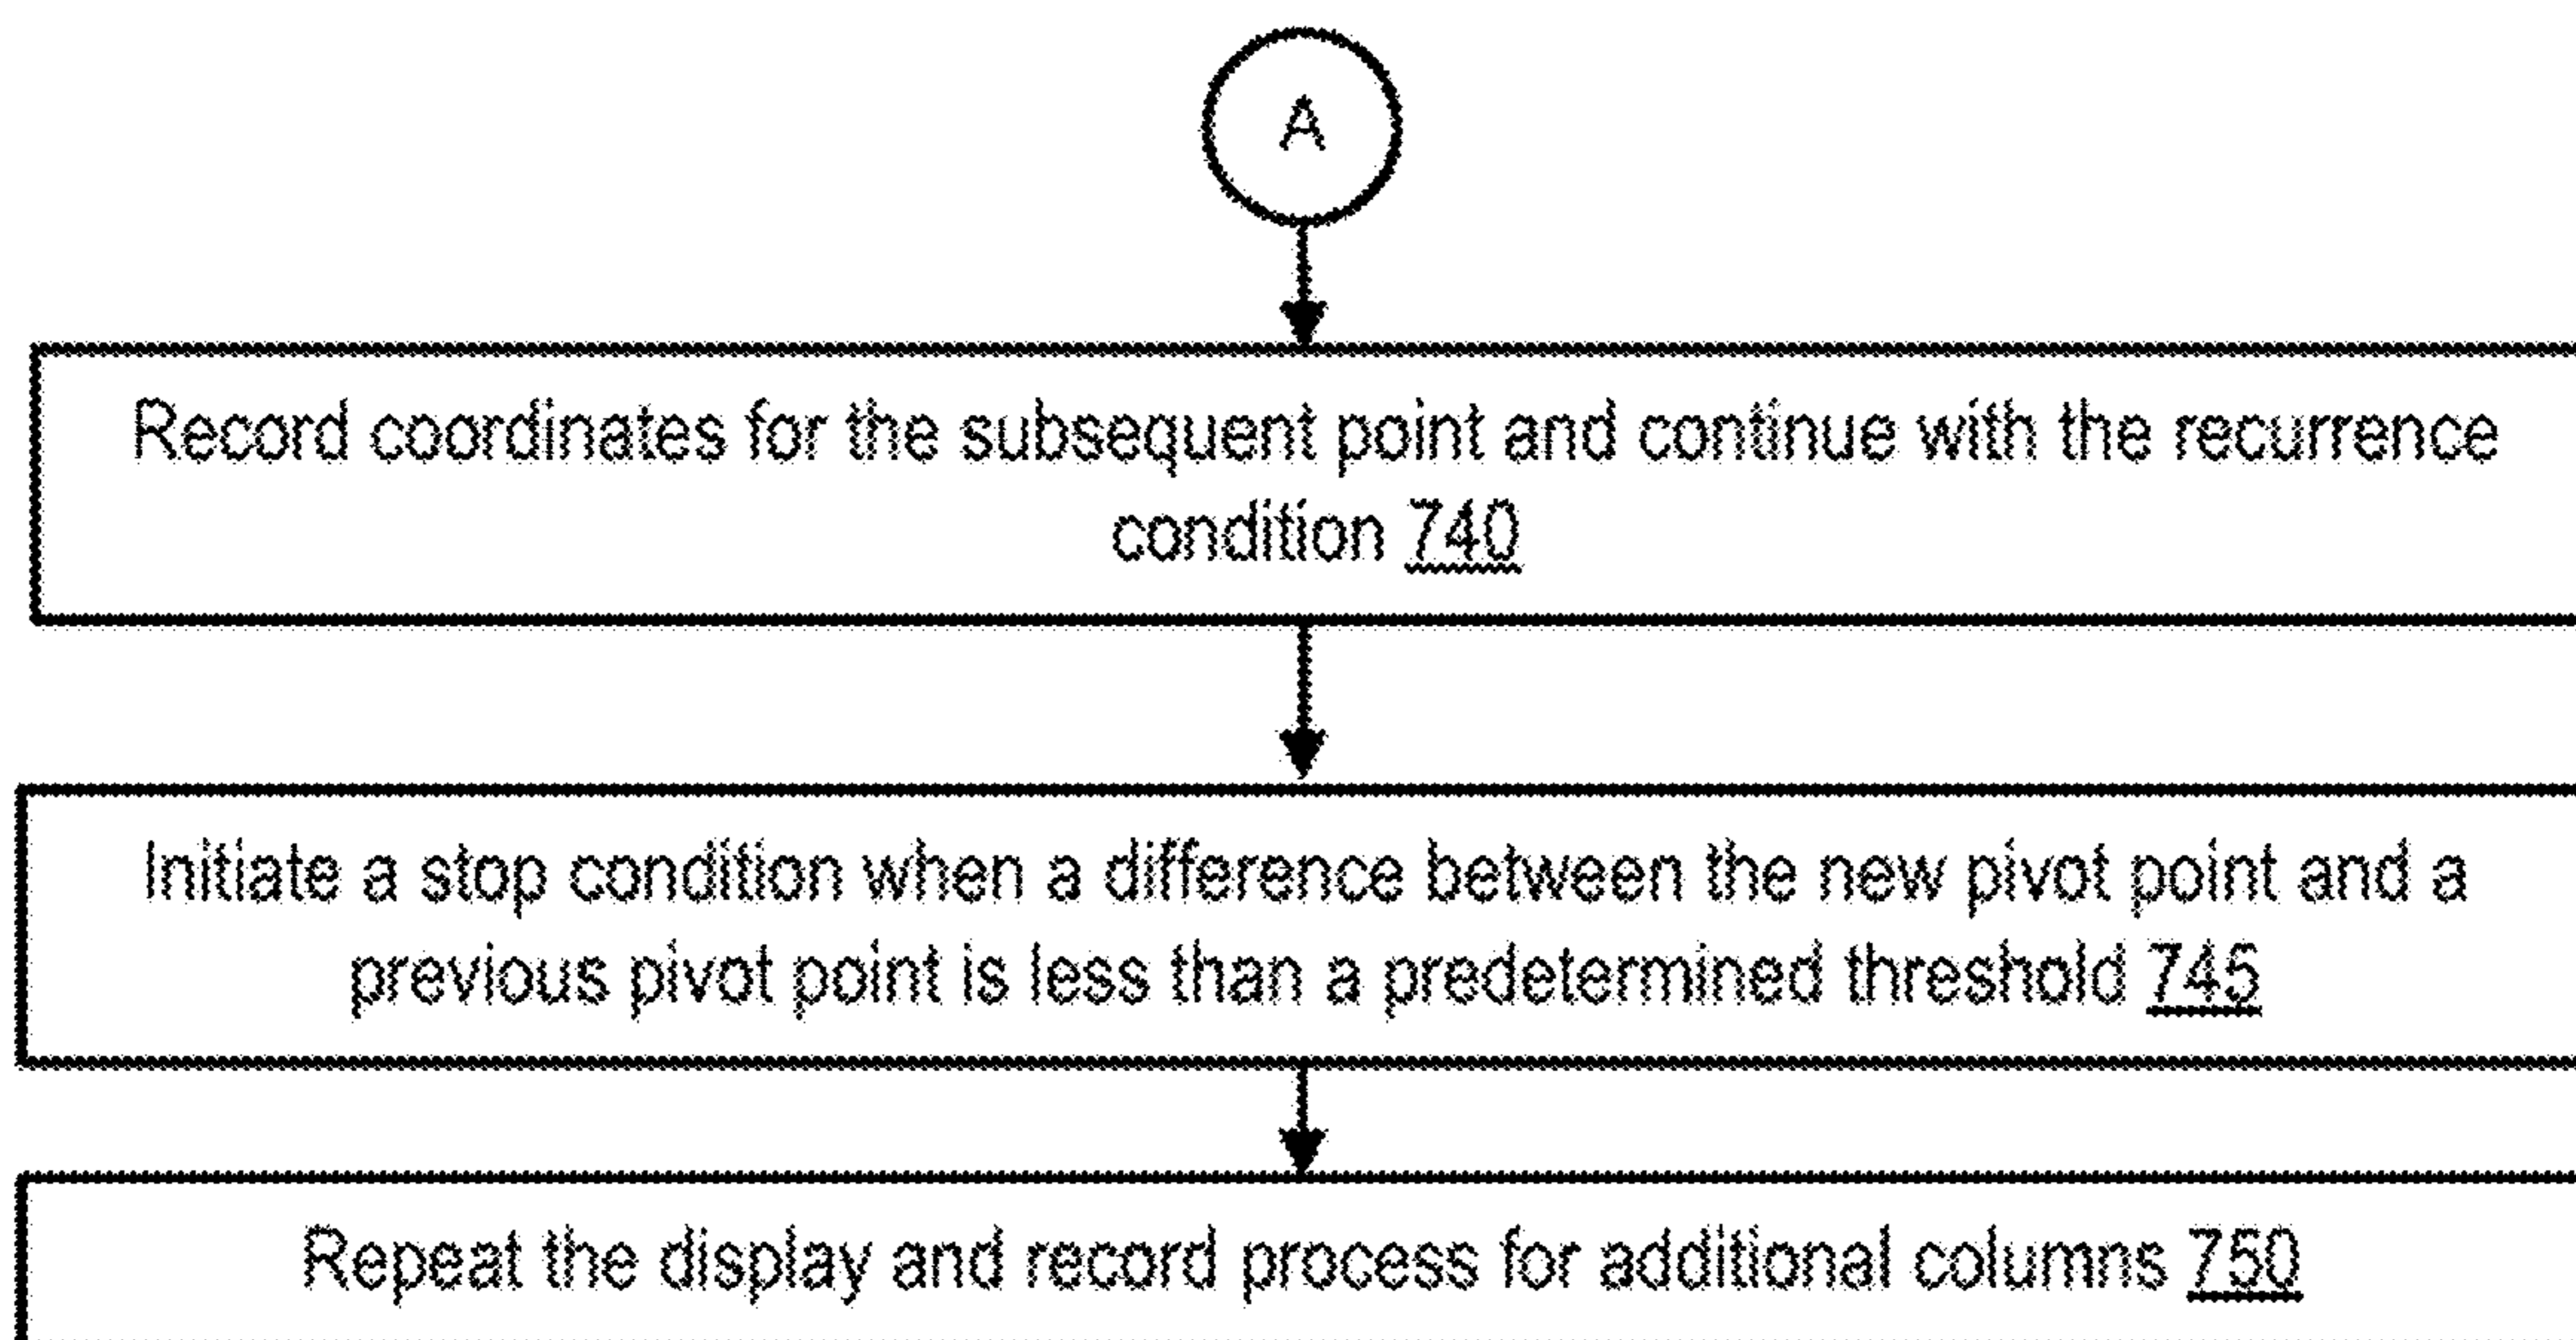 A
Record coordinates for the subsequent point and continue with the recurrence
condition 740
Initiate a stop condition when a difference between the new pivot point and a
previous pivot point is less than a predetermined threshold 745
Repeat the display and record process for additional columns 750